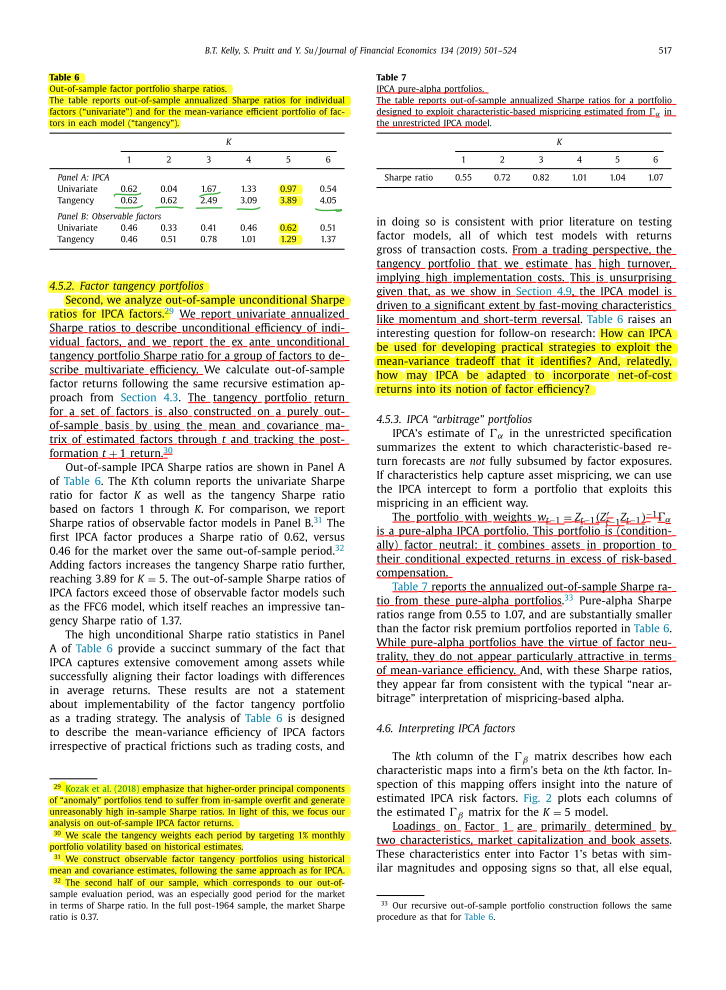 B.T. Kelly, S. Pruitt and Y. Su / Journal of Financial Economics 134 (2019) 501–524
517
Table 6
Out-of-sample factor portfolio sharpe ratios.
The table reports out-of-sample annualized Sharpe ratios for individual
factors (“univariate”) and for the mean-variance efficient portfolio of fac-
tors in each model (“tangency”).
K
1 2 3 4 5 6
Panel A: IPCA
Univariate 0.62 0.04 1.67 1.33 0.97 0.54
Tangency 0.62 0.62 2.49 3.09 3.89 4.05
Panel B: Observable factors
Univariate 0.46 0.33 0.41 0.46 0.62 0.51
Tangency 0.46 0.51 0.78 1.01 1.29 1.37
4.5.2. Factor tangency portfolios
Second, we analyze out-of-sample unconditional Sharpe
ratios for IPCA factors.29 We report univariate annualized
Sharpe ratios to describe unconditional efficiency of indi-
vidual factors, and we report the ex ante unconditional
tangency portfolio Sharpe ratio for a group of factors to de-
scribe multivariate efficiency. We calculate out-of-sample
factor returns following the same recursive estimation ap-
proach from Section 4.3. The tangency portfolio return
for a set of factors is also constructed on a purely out-
of-sample basis by using the mean and covariance ma-
trix of estimated factors through t and tracking the post-
formation t + 1 return.30
Out-of-sample IPCA Sharpe ratios are shown in Panel A
of Table 6. The Kth column reports the univariate Sharpe
ratio for factor K as well as the tangency Sharpe ratio
based on factors 1 through K. For comparison, we report
Sharpe ratios of observable factor models in Panel B.31 The
first IPCA factor produces a Sharpe ratio of 0.62, versus
0.46 for the market over the same out-of-sample period.32
Adding factors increases the tangency Sharpe ratio further,
reaching 3.89 for K = 5. The out-of-sample Sharpe ratios of
IPCA factors exceed those of observable factor models such
as the FFC6 model, which itself reaches an impressive tan-
gency Sharpe ratio of 1.37.
The high unconditional Sharpe ratio statistics in Panel
A of Table 6 provide a succinct summary of the fact that
IPCA captures extensive comovement among assets while
successfully aligning their factor loadings with differences
in average returns. These results are not a statement
about implementability of the factor tangency portfolio
as a trading strategy. The analysis of Table 6 is designed
to describe the mean-variance efficiency of IPCA factors
irrespective of practical frictions such as trading costs, and
29 Kozak et al. (2018) emphasize that higher-order principal components
of “anomaly” portfolios tend to suffer from in-sample overfit and generate
unreasonably high in-sample Sharpe ratios. In light of this, we focus our
analysis on out-of-sample IPCA factor returns.
30 We scale the tangency weights each period by targeting 1% monthly
portfolio volatility based on historical estimates.
31 We construct observable factor tangency portfolios using historical
mean and covariance estimates, following the same approach as for IPCA.
32 The second half of our sample, which corresponds to our out-of-
sample evaluation period, was an especially good period for the market
in terms of Sharpe ratio. In the full post-1964 sample, the market Sharpe
ratio is 0.37.
Table 7
IPCA pure-alpha portfolios.
The table reports out-of-sample annualized Sharpe ratios for a portfolio
designed to exploit characteristic-based mispricing estimated from Γα in
the unrestricted IPCA model.
K
1 2 3 4 5 6
Sharpe ratio 0.55 0.72 0.82 1.01 1.04 1.07
in doing so is consistent with prior literature on testing
factor models, all of which test models with returns
gross of transaction costs. From a trading perspective, the
tangency portfolio that we estimate has high turnover,
implying high implementation costs. This is unsurprising
given that, as we show in Section 4.9, the IPCA model is
driven to a significant extent by fast-moving characteristics
like momentum and short-term reversal. Table 6 raises an
interesting question for follow-on research: How can IPCA
be used for developing practical strategies to exploit the
mean-variance tradeoff that it identifies? And, relatedly,
how may IPCA be adapted to incorporate net-of-cost
returns into its notion of factor efficiency?
4.5.3. IPCA “arbitrage” portfolios
IPCA’s estimate of Γα in the unrestricted specification
summarizes the extent to which characteristic-based re-
turn forecasts are not fully subsumed by factor exposures.
If characteristics help capture asset mispricing, we can use
the IPCA intercept to form a portfolio that exploits this
mispricing in an efficient way.
The portfolio with weights wt−1 = Zt−1(Z′t−1Zt−1)−1Γα
is a pure-alpha IPCA portfolio. This portfolio is (condition-
ally) factor neutral: it combines assets in proportion to
their conditional expected returns in excess of risk-based
compensation.
Table 7 reports the annualized out-of-sample Sharpe ra-
tio from these pure-alpha portfolios.33 Pure-alpha Sharpe
ratios range from 0.55 to 1.07, and are substantially smaller
than the factor risk premium portfolios reported in Table 6.
While pure-alpha portfolios have the virtue of factor neu-
trality, they do not appear particularly attractive in terms
of mean-variance efficiency. And, with these Sharpe ratios,
they appear far from consistent with the typical “near ar-
bitrage” interpretation of mispricing-based alpha.
4.6. Interpreting IPCA factors
The kth column of the Γβ matrix describes how each
characteristic maps into a firm’s beta on the kth factor. In-
spection of this mapping offers insight into the nature of
estimated IPCA risk factors. Fig. 2 plots each columns of
the estimated Γβ matrix for the K = 5 model.
Loadings on Factor 1 are primarily determined by
two characteristics, market capitalization and book assets.
These characteristics enter into Factor 1’s betas with sim-
ilar magnitudes and opposing signs so that, all else equal,
33 Our recursive out-of-sample portfolio construction follows the same
procedure as that for Table 6.